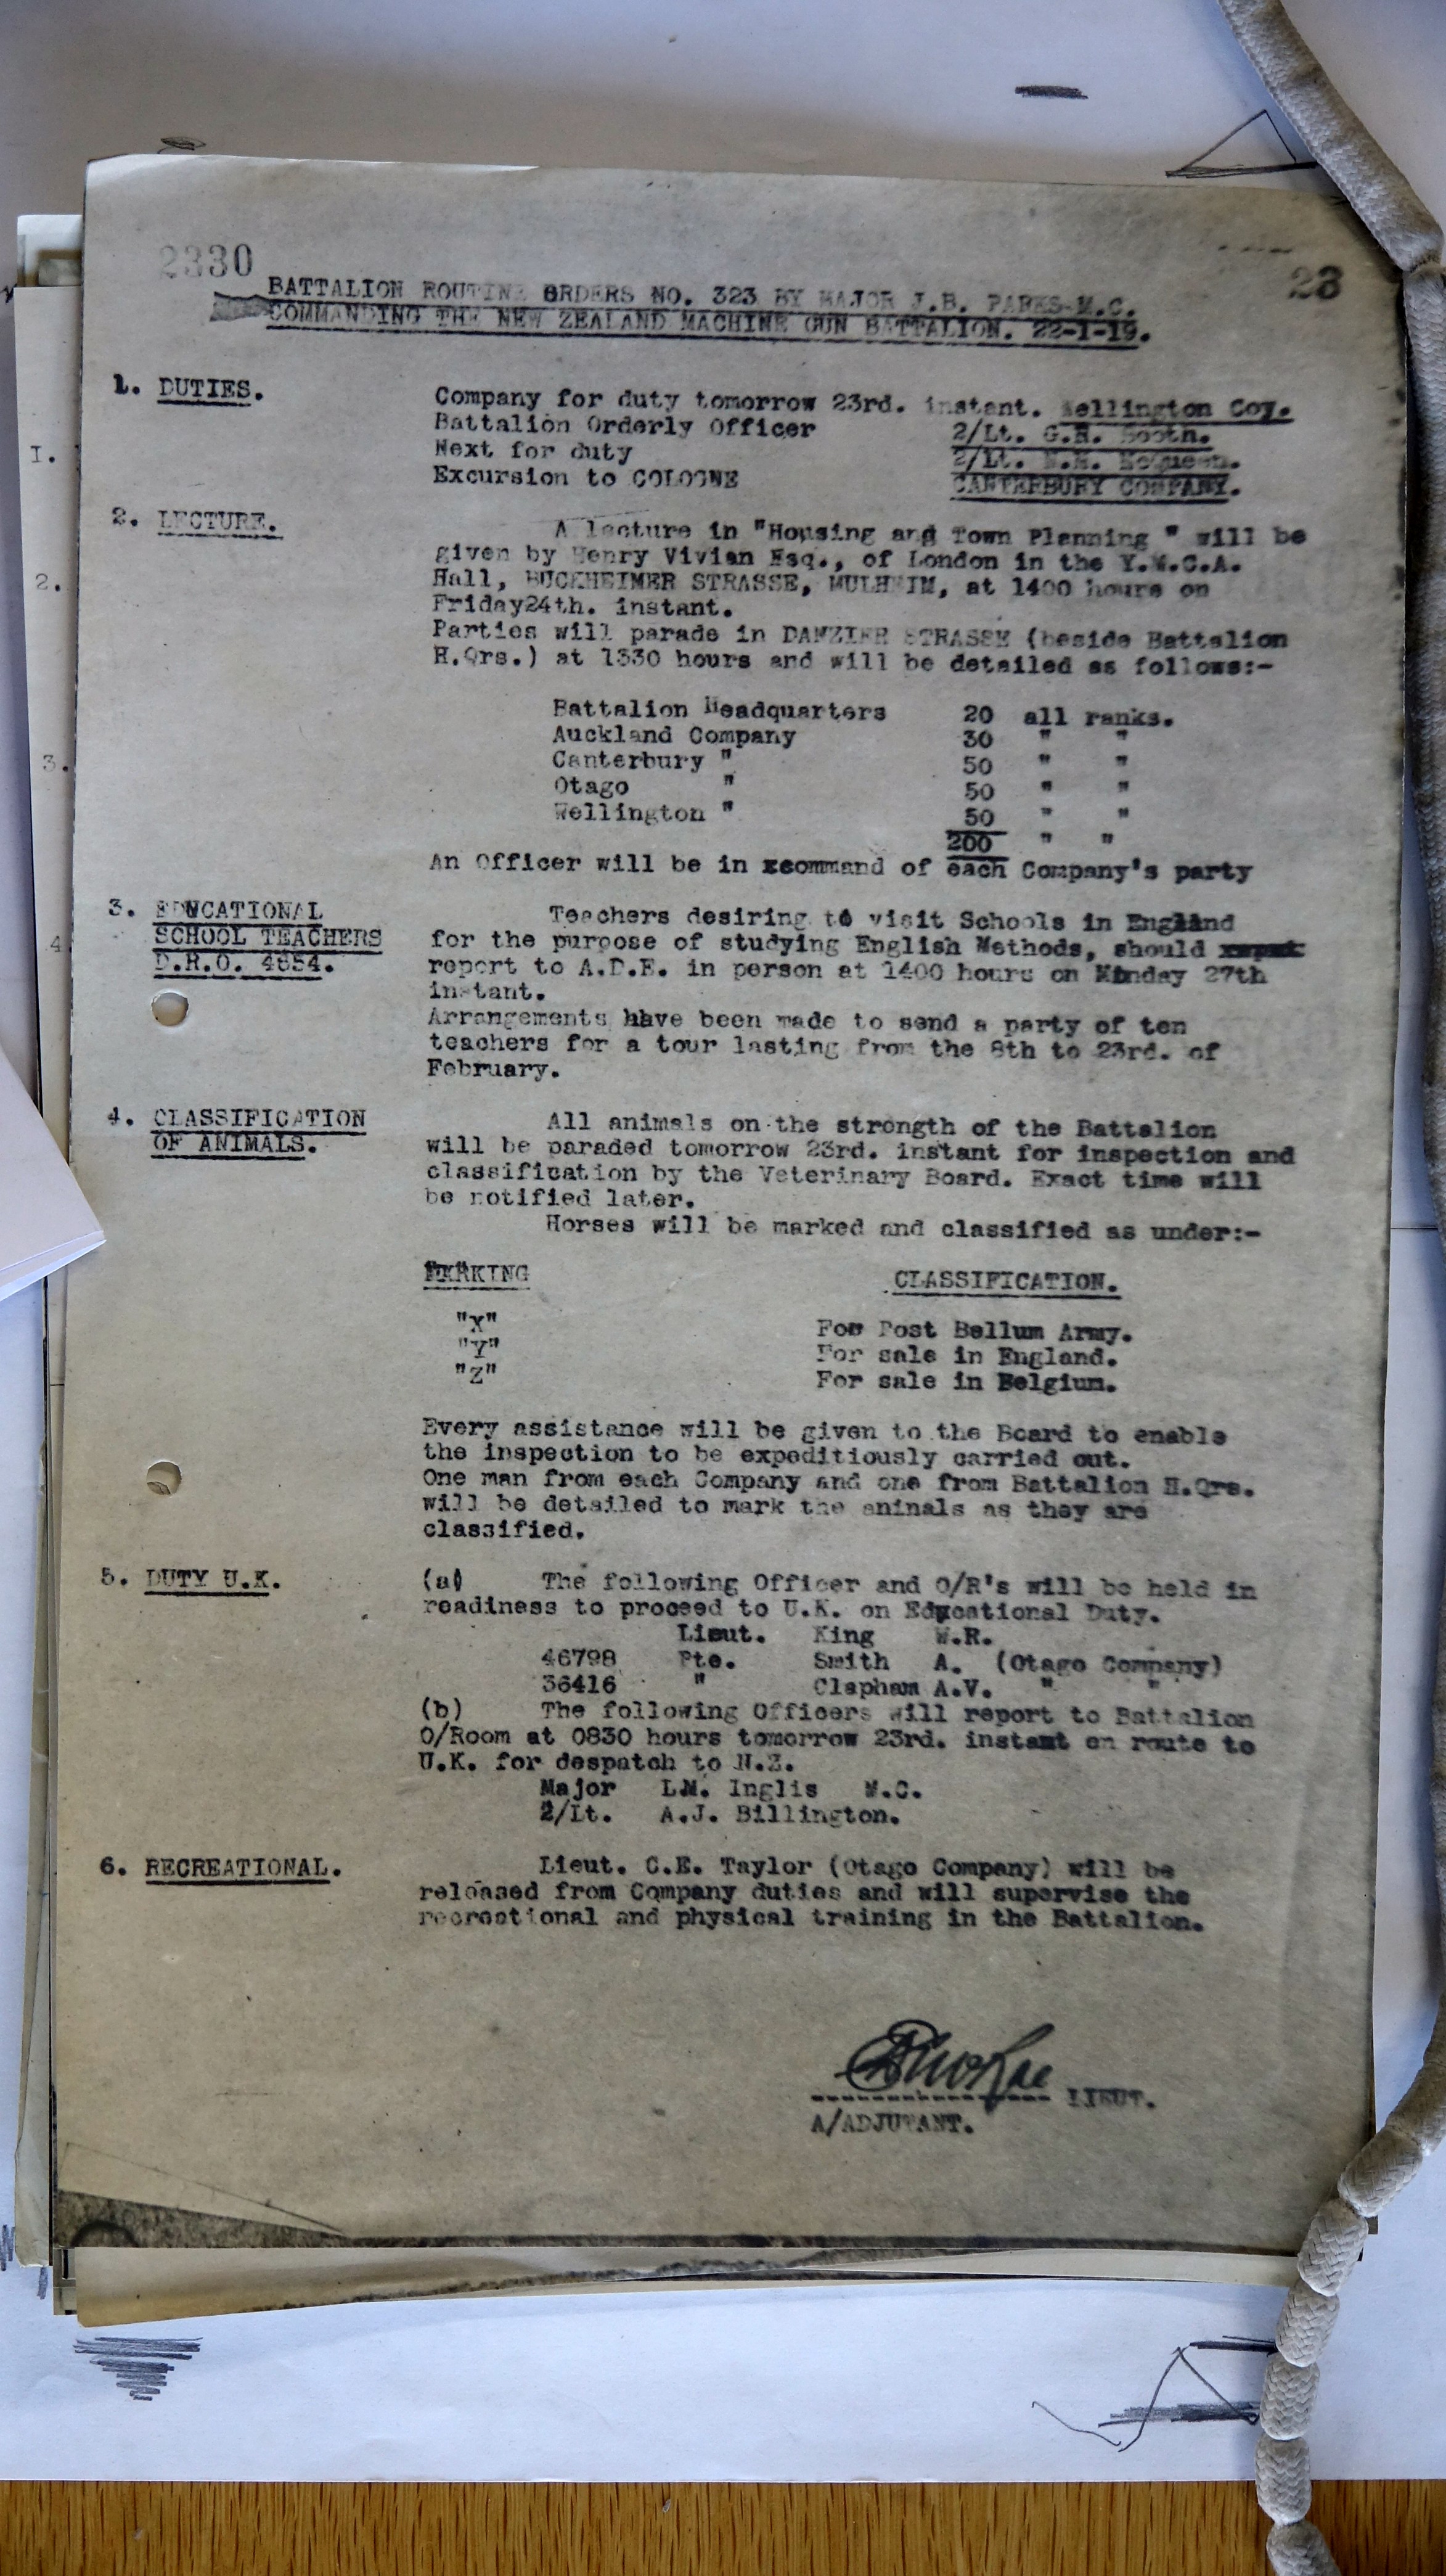 2330
23
BATTALION ROUTINE ORDERS NO. 323 BY MAJOR J.B. PARKS M.C.
COMMANDING THE NEW ZEALAND MACHINE GUN BATTALION. 22-1-19.
1. DUTIES.
Company for duty tomorrow 23rd. instant. Wellington Coy.
Battalion Orderly Officer 2/Lt. G.H. Booth.
Next for duty 2/Lt. McQueen.
Excursion to COLOGNE CANTERBURY COMPANY.
2. LECTURE.
A lecture in "Housing and Town Planning " will be
given by Henry Vivian Esq., of London in the Y.M.C.A.
Hall, BUCKHEIMER STRASSE, MULHEIM, at 1400 hours on
Friday24th. instant.
Parties will parade in DANZIER STRASSE (beside Battalion
H.Qrs.) at 1330 hours and will be detailed as follows:-
Battalion Headquarters 20 all ranks.
Auckland Company 30 " "
Canterbury " 50 " "
Otago " 50 " "
Wellington " 50 " "
200 " "
An Officer will be in command of each Company's party
3. EDUCATIONAL
SCHOOL TEACHERS
D.R.O. 4654.
Teachers desiring to visit Schools in England
for the purpose of studying English Methods, should
report to A.D.E. in person at 1400 hours on Monday 27th
instant.
Arrangements have been made to send a party of ten
teachers for a tour lasting from the 8th to 23rd. of
February.
4. CLASSIFICATION
OF ANIMALS.
All animals on the strength of the Battalion
will be paraded tomorrow 23rd. instant for inspection and
classification by the Veterinary Board. Exact time will
be notified later.
Horses will be marked and classified as under:-
MARKING CLASSIFICATION.
"X" For Post Bellum Army.
"Y" For sale in England.
"Z" For sale in Belgium.
Every assistance will be given to the Board to enable
the inspection to be expeditiously carried out.
One man from each Company and one from Battalion H.Qrs.
will be detailed to mark the aninals as they are
classified.
5. DUTY U.K.
(a) The following Officer and O/R's will be held in
readiness to proceed to U.K. on Educational Duty.
Lieut. King W.R.
46798 Pte. Smith A. (Otago Company)
36416 " Clapham A.V. " "
(b) The following Officers will report to Battalion
O/Room at 0830 hours tomorrow 23rd. instant en route to
U.K. for despatch to N.Z.
Major L.M. Inglis M.C.
2/Lt. A.J. Billington.
6. RECREATIONAL.
Lieut. C.E. Taylor (Otago Company) will be
released from Company duties and will supervise the
recreational and physical training in the Battalion.
LIEUT.
A/ADJUTANT.
1.
2.
3.
4